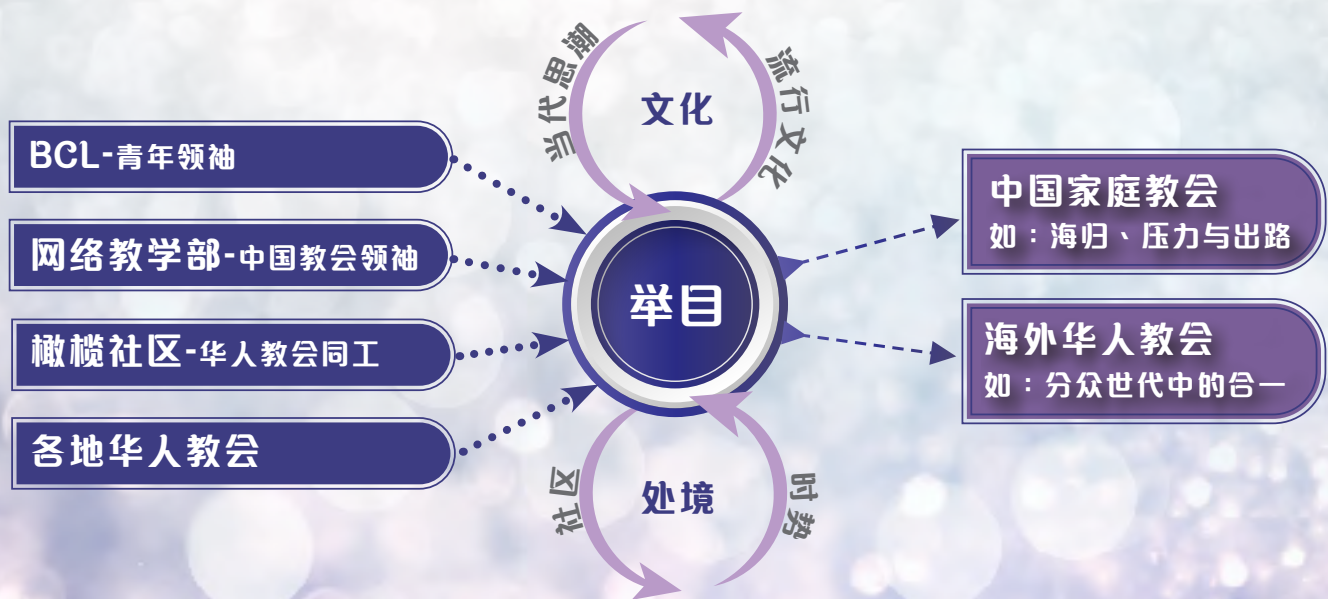 当代思潮
流行文化
文化
BCL-青年领袖
网络教学部-中国教会领袖
橄榄社区-华人教会同工
各地华人教会
举目
中国家庭教会
如：海归、压力与出路
海外华人教会
如：分众世代中的合一
社区
处境
时势